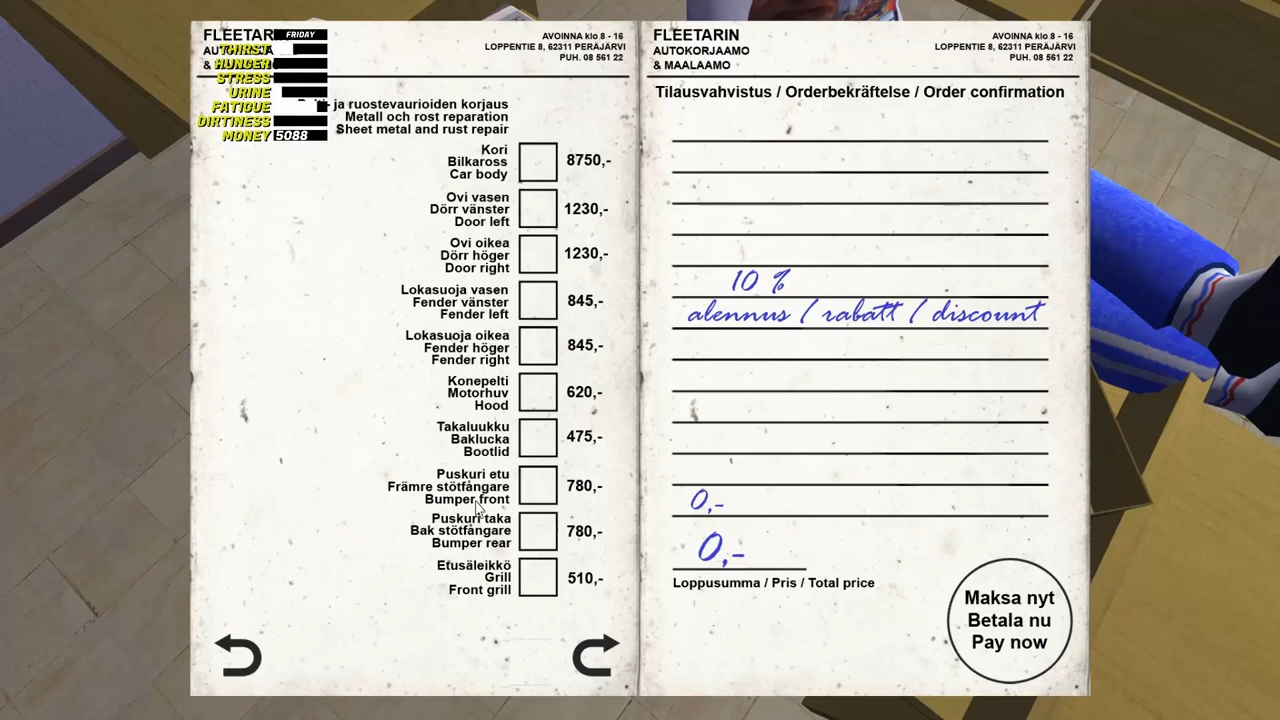 FLEETARIN
AVOINNA klo 8 - 16
LOPPENTIE 8, 62311 PERÄJÄRVI
PUH. 08 561 22
FRIDAY
THIRST
HUNGER
STRESS
URINE
FATIGUE
DIRTINESS
MONEY 5088
ja ruostevaurioiden korjaus
Metall och rost reparation
Sheet metal and rust repair
Kori
Bilkaross
Car body
8750,-
Ovi vasen
Dörr vänster
Door left
1230,-
Ovi oikea
Dörr höger
Door right
1230,-
Lokasuoja vasen
Fender vänster
Fender left
845,-
Lokasuoja oikea
Fender höger
Fender right
845,-
Konepelti
Motorhuv
Hood
620,-
Takaluukku
Baklucka
Bootlid
475,-
Puskuri etu
Främre stötfångare
Bumper front
780,-
Puskuri taka
Bak stötfångare
Bumper rear
780,-
Etusäleikkö
Grill
Front grill
510,-
FLEETARIN
AUTOKORJAAMO
& MAALAAMO
AVOINNA klo 8 - 16
LOPPENTIE 8, 62311 PERÄJÄRVI
PUH. 08 561 22
Tilausvahvistus / Orderbekräftelse / Order confirmation
10 %
alennus / rabatt / discount
0,-
0,-
Loppusumma / Pris / Total price
Maksa nyt
Betala nu
Pay now